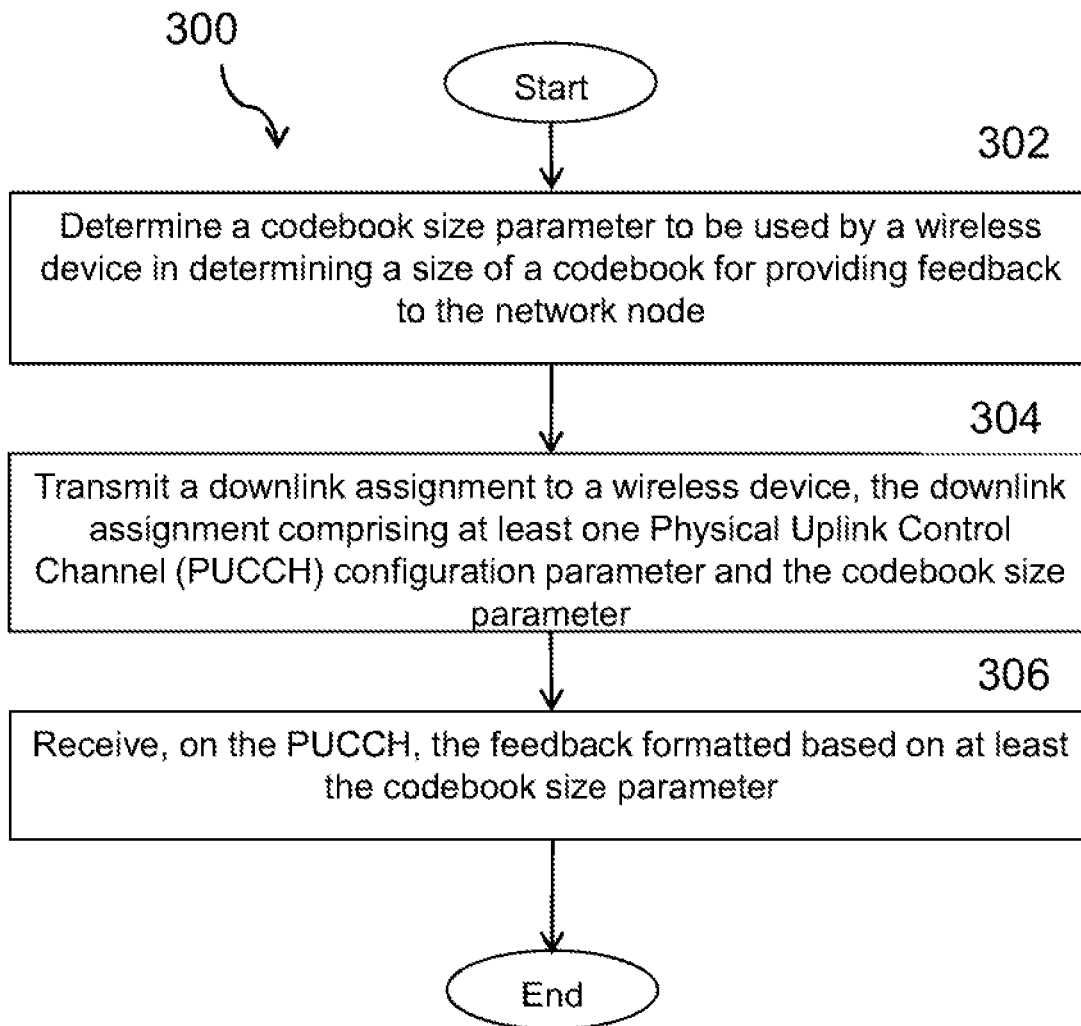 300
Start
302
Determine a codebook size parameter to be used by a wireless
device in determining a size of a codebook for providing feedback
to the network node
304
Transmit a downlink assignment to a wireless device, the downlink
assignment comprising at least one Physical Uplink Control
Channel (PUCCH) configuration parameter and the codebook size
parameter
306
Receive, on the PUCCH, the feedback formatted based on at least
the codebook size parameter
End